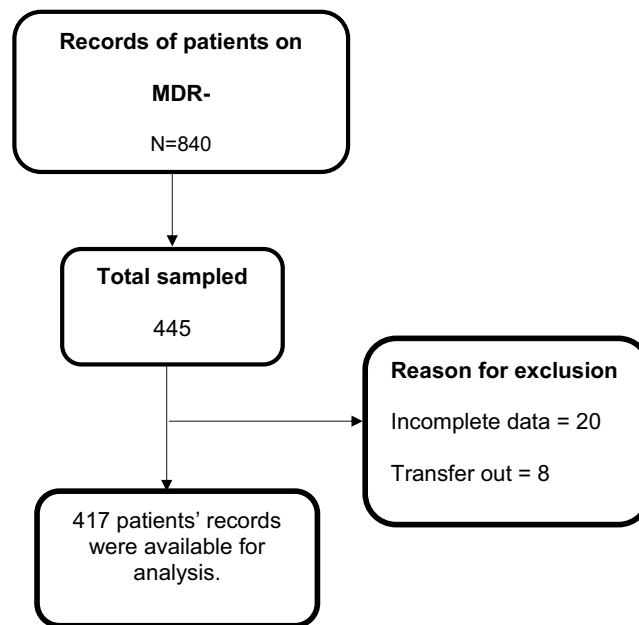 Records of patients on
MDR-
N=840
Total sampled
445
Reason for exclusion
Incomplete data = 20
Transfer out = 8
417 patients’ records
were available for
analysis.